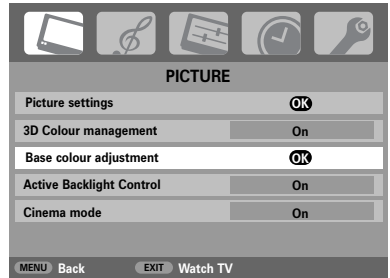 PICTURE
Picture settings OK
3D Colour management On
Base colour adjustment OK
Active Backlight Control On
Cinema mode On
MENU Back EXIT Watch TV